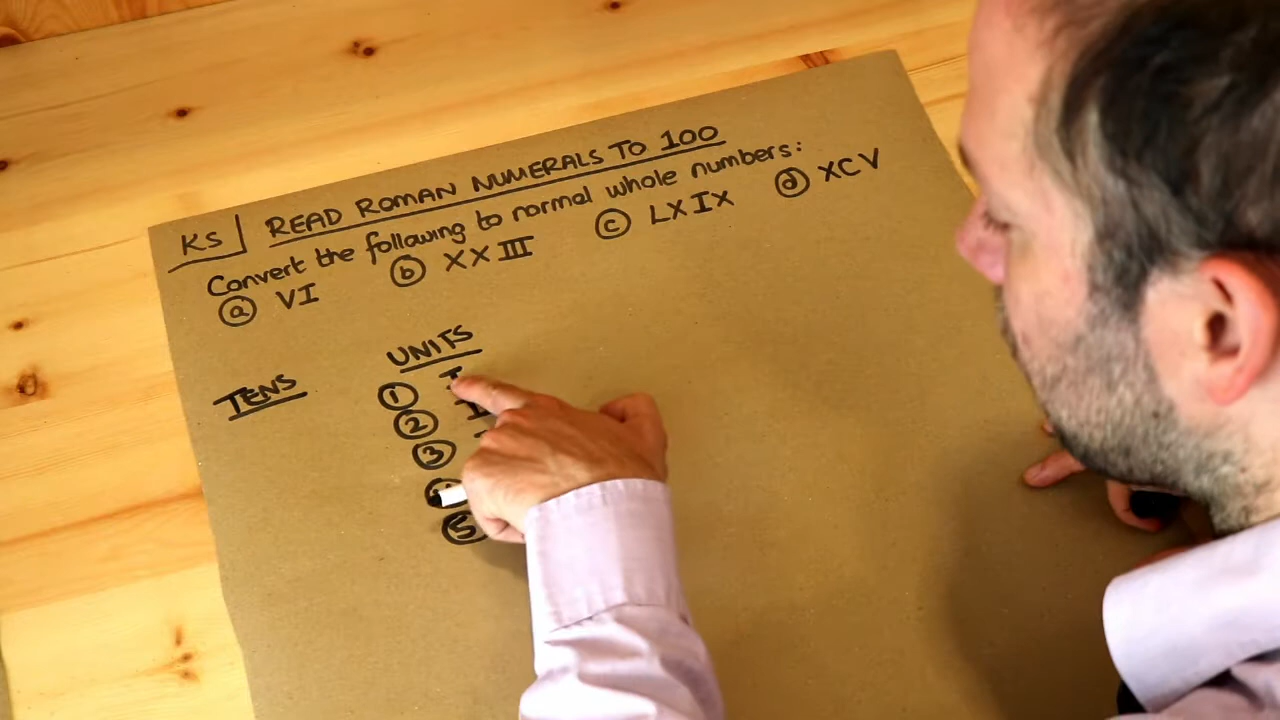 KS READ ROMAN NUMERALS TO 100
Convert the following to normal whole numbers:
ⓐ VI ⓑ XXIII ⓒ LXIX ⓓ XCV
TENS UNITS
① I
②
③
⑤